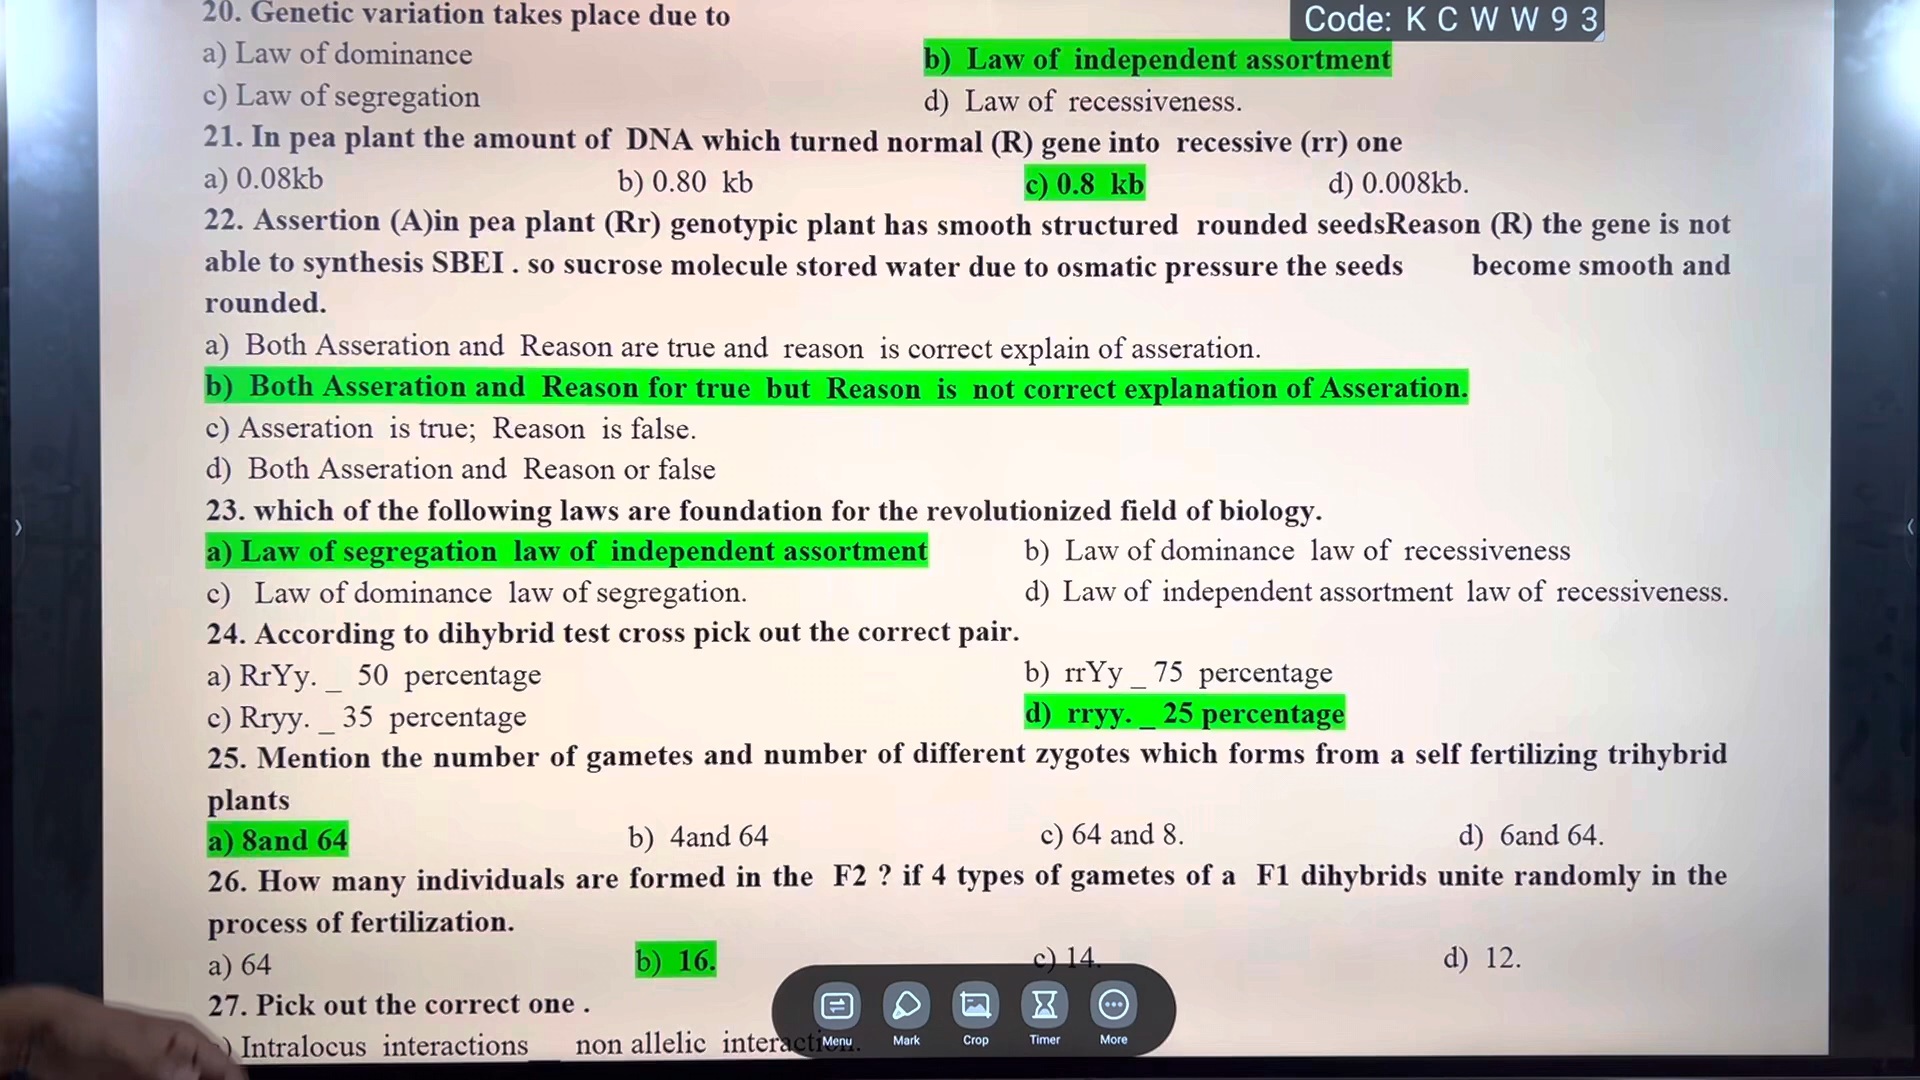 20. Genetic variation takes place due to
Code: K C W W 9 3
a) Law of dominance b) Law of independent assortment
c) Law of segregation d) Law of recessiveness.
21. In pea plant the amount of DNA which turned normal (R) gene into recessive (rr) one
a) 0.08kb b) 0.80 kb c) 0.8 kb d) 0.008kb.
22. Assertion (A)in pea plant (Rr) genotypic plant has smooth structured rounded seedsReason (R) the gene is not
able to synthesis SBEI . so sucrose molecule stored water due to osmatic pressure the seeds become smooth and
rounded.
a) Both Asseration and Reason are true and reason is correct explain of asseration.
b) Both Asseration and Reason for true but Reason is not correct explanation of Asseration.
c) Asseration is true; Reason is false.
d) Both Asseration and Reason or false
23. which of the following laws are foundation for the revolutionized field of biology.
a) Law of segregation law of independent assortment b) Law of dominance law of recessiveness
c) Law of dominance law of segregation. d) Law of independent assortment law of recessiveness.
24. According to dihybrid test cross pick out the correct pair.
a) RrYy. _ 50 percentage b) rrYy _ 75 percentage
c) Rryy. _ 35 percentage d) rryy. _ 25 percentage
25. Mention the number of gametes and number of different zygotes which forms from a self fertilizing trihybrid
plants
a) 8and 64 b) 4and 64 c) 64 and 8. d) 6and 64.
26. How many individuals are formed in the F2 ? if 4 types of gametes of a F1 dihybrids unite randomly in the
process of fertilization.
a) 64 b) 16. c) 14. d) 12.
27. Pick out the correct one .
) Intralocus interactions _ non allelic interaction.
Menu Mark Crop Timer More